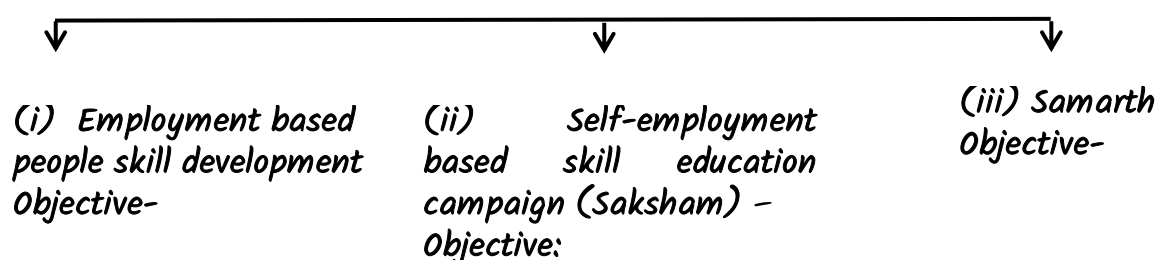 (i) Employment based
people skill development
Objective-
(ii) Self-employment
based skill education
campaign (Saksham) –
Objective:
(iii) Samarth
Objective-